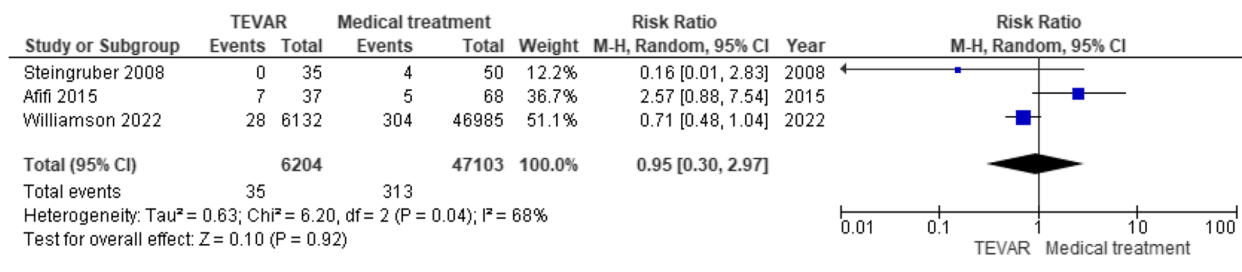 TEVAR Medical treatment Risk Ratio Risk Ratio
Study or Subgroup Events Total Events Total Weight M-H, Random, 95% CI Year M-H, Random, 95% CI
Steingruber 2008 0 35 4 50 12.2% 0.16 [0.01, 2.83] 2008
Afifi 2015 7 37 5 68 36.7% 2.57 [0.88, 7.54] 2015
Williamson 2022 28 6132 304 46985 51.1% 0.71 [0.48, 1.04] 2022
Total (95% CI) 6204 47103 100.0% 0.95 [0.30, 2.97]
Total events 35 313
Heterogeneity: Tau² = 0.63; Chi² = 6.20, df = 2 (P = 0.04); I² = 68%
Test for overall effect: Z = 0.10 (P = 0.92)
0.01 0.1 1 10 100
TEVAR Medical treatment